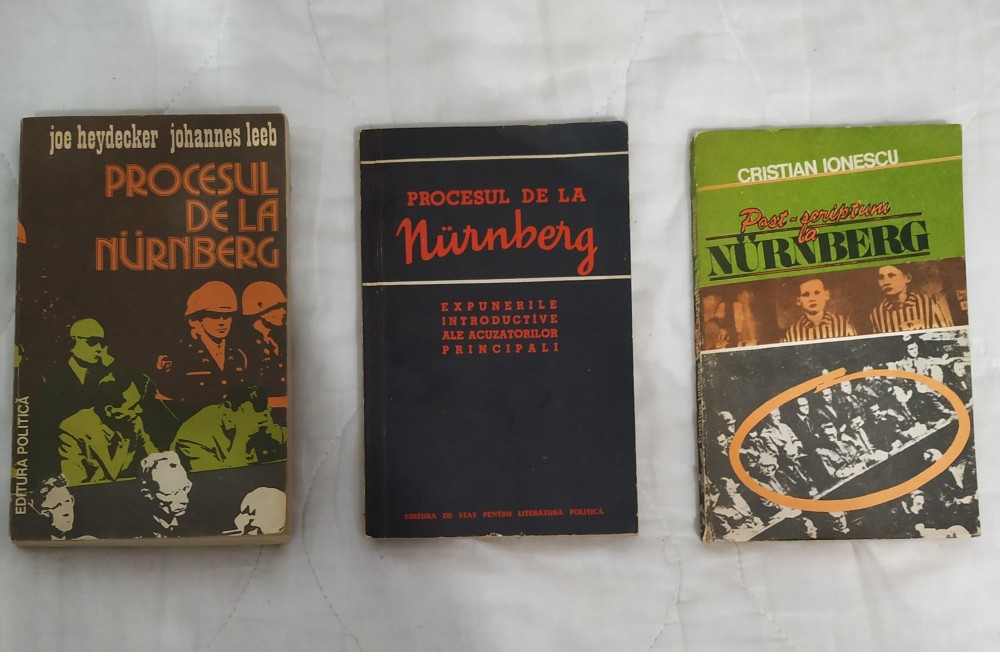 joe heydecker johannes leeb
PROCESUL
DE LA
NÜRNBERG
EDITURA POLITICĂ
PROCESUL DE LA
Nürnberg
EXPUNERILE
INTRODUCTIVE
ALE ACUZATORILOR
PRINCIPALI
EDITURA DE STAT PENTRU LITERATURĂ POLITICĂ
CRISTIAN IONESCU
Post-scriptum
la
NÜRNBERG